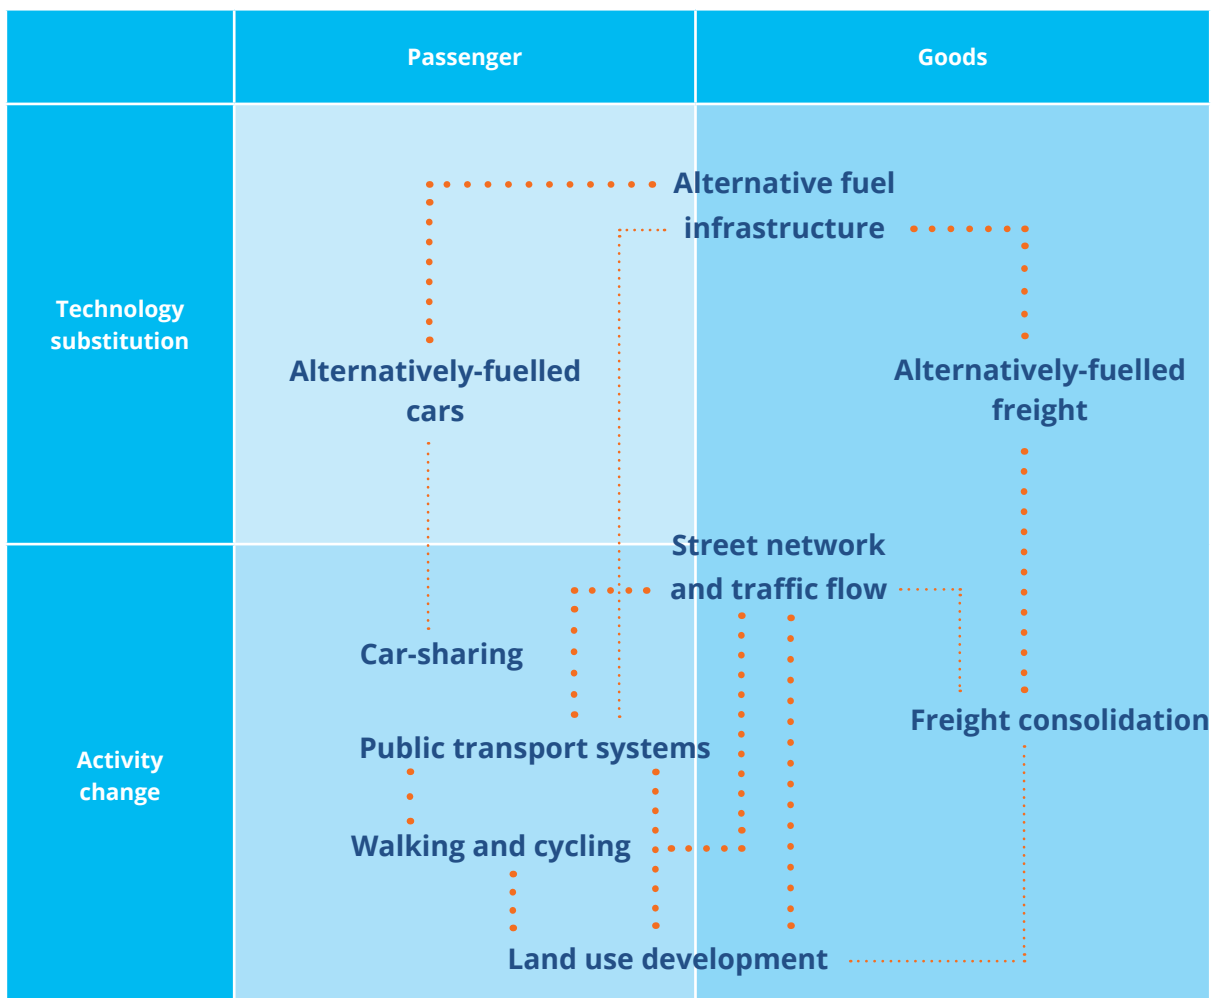 Passenger
Goods
Alternative fuel
infrastructure
Technology
substitution
Alternatively-fuelled
cars
Alternatively-fuelled
freight
Street network
and traffic flow
Car-sharing
Freight consolidation
Public transport systems
Activity
change
Walking and cycling
Land use development